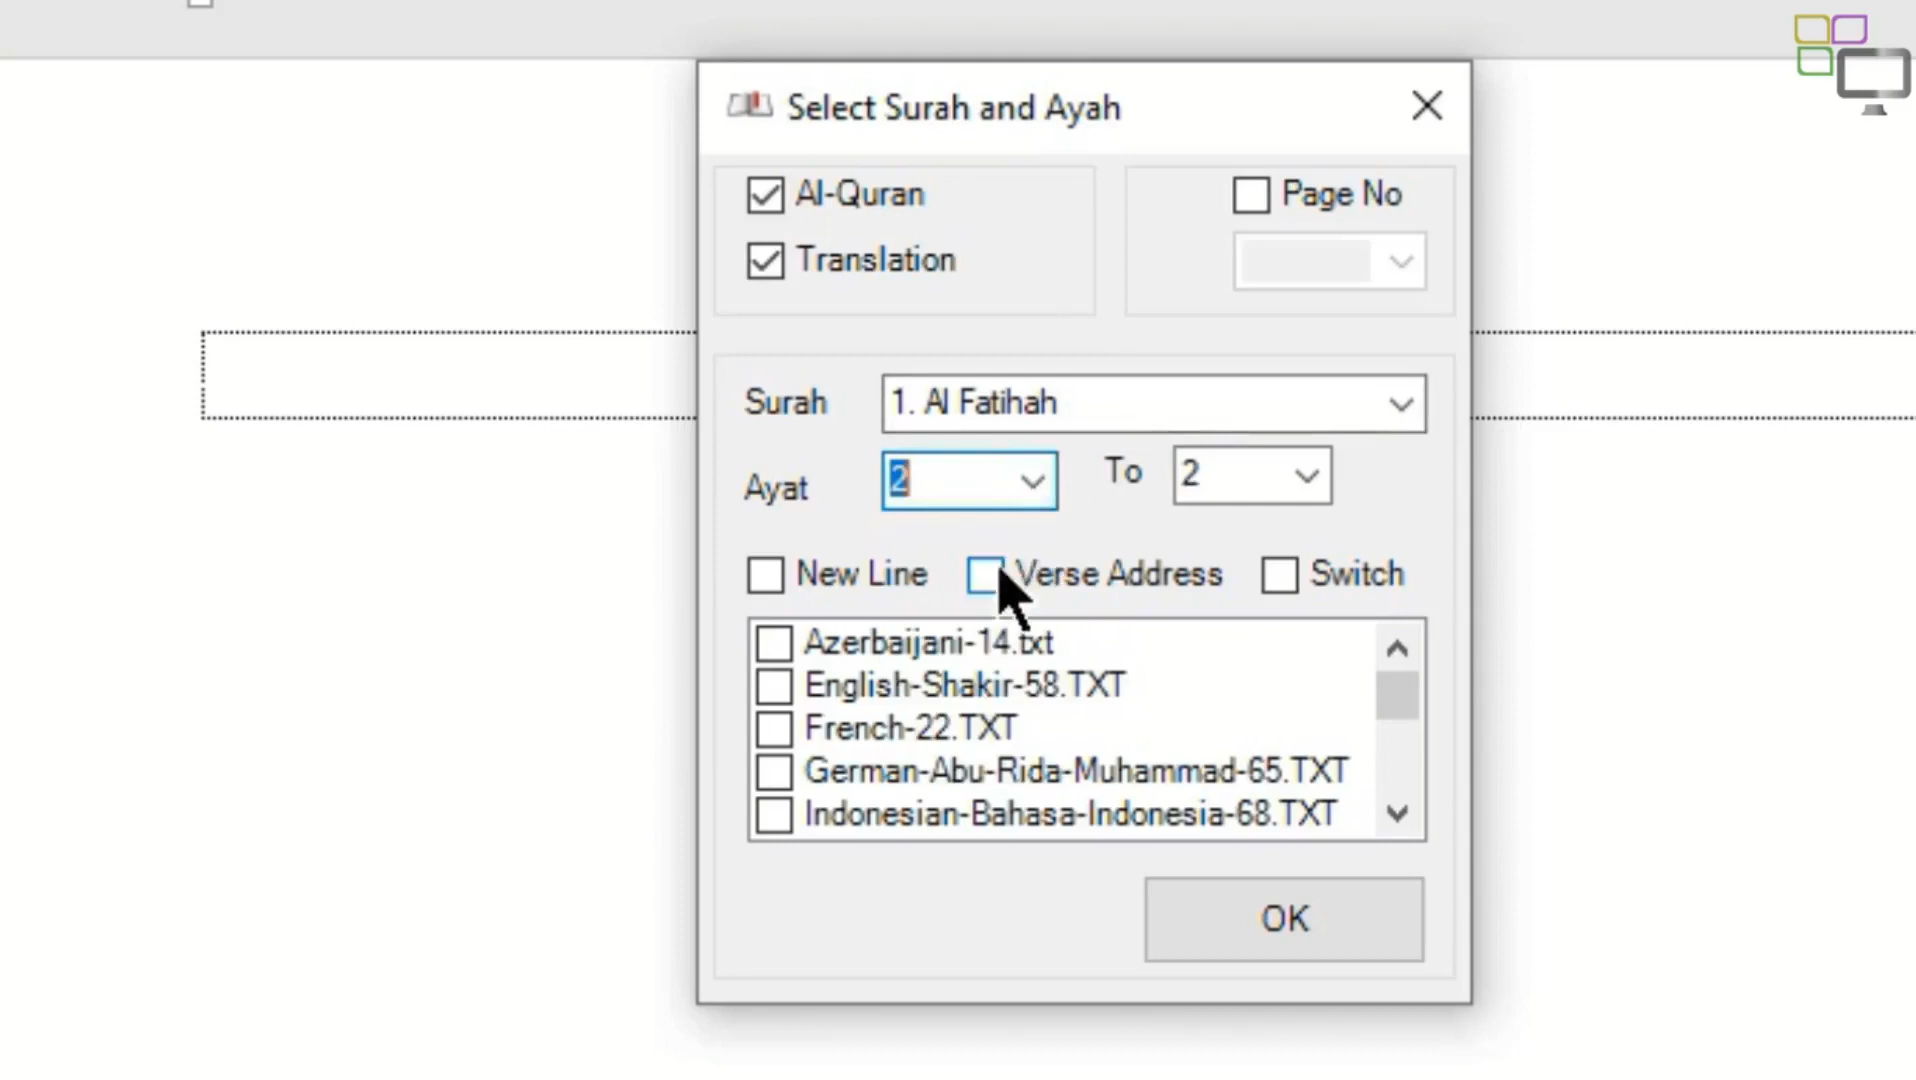 Select Surah and Ayah
Al-Quran
Page No
Translation
Surah 1. Al Fatihah
Ayat 2 To 2
New Line Verse Address Switch
Azerbaijani-14.txt
English-Shakir-58.TXT
French-22.TXT
German-Abu-Rida-Muhammad-65.TXT
Indonesian-Bahasa-Indonesia-68.TXT
OK